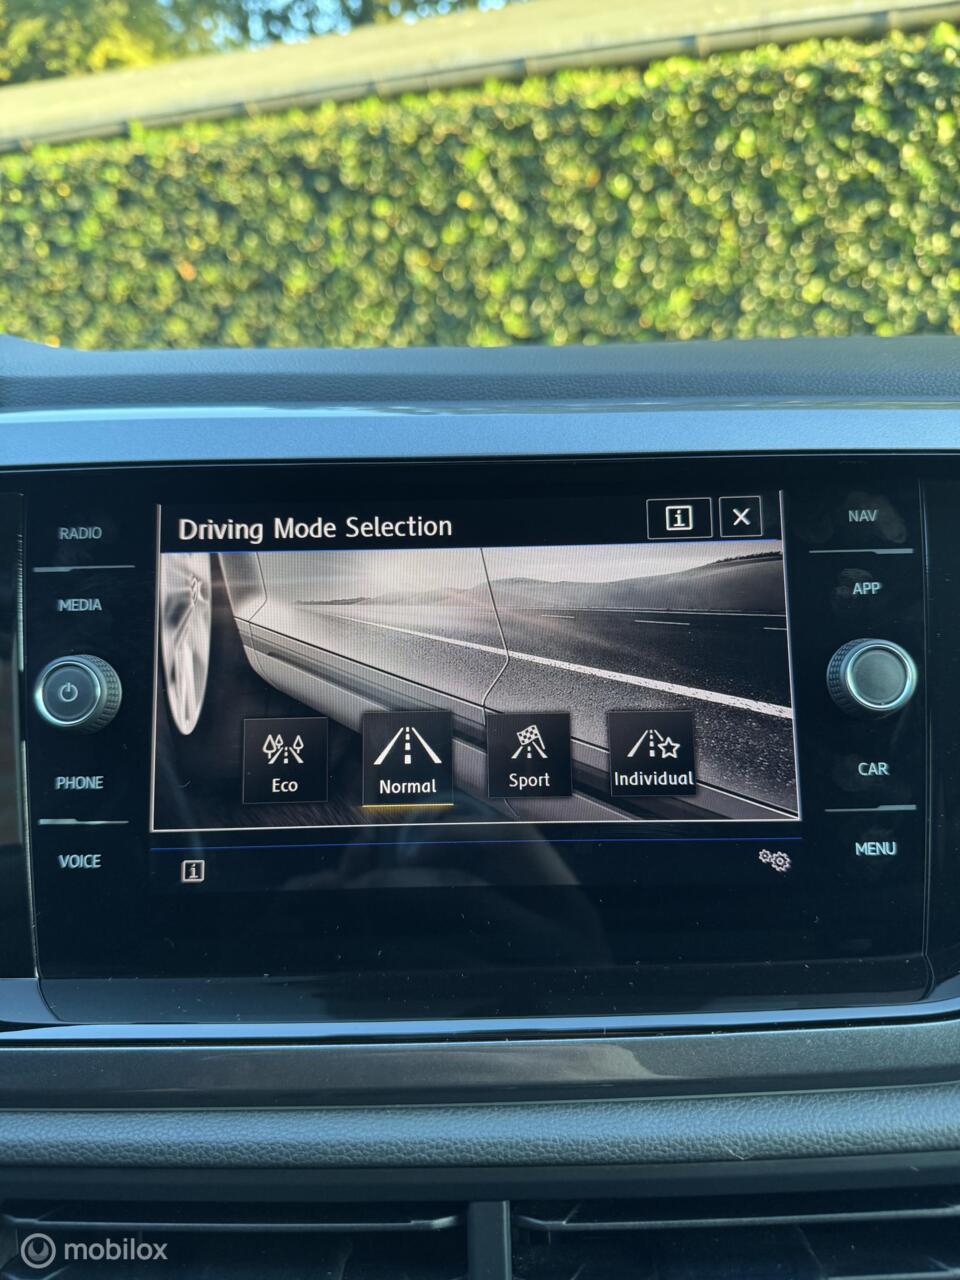 Driving Mode Selection
i
X
RADIO
MEDIA
PHONE
VOICE
NAV
APP
CAR
MENU
Eco
Normal
Sport
Individual
i
mobilox